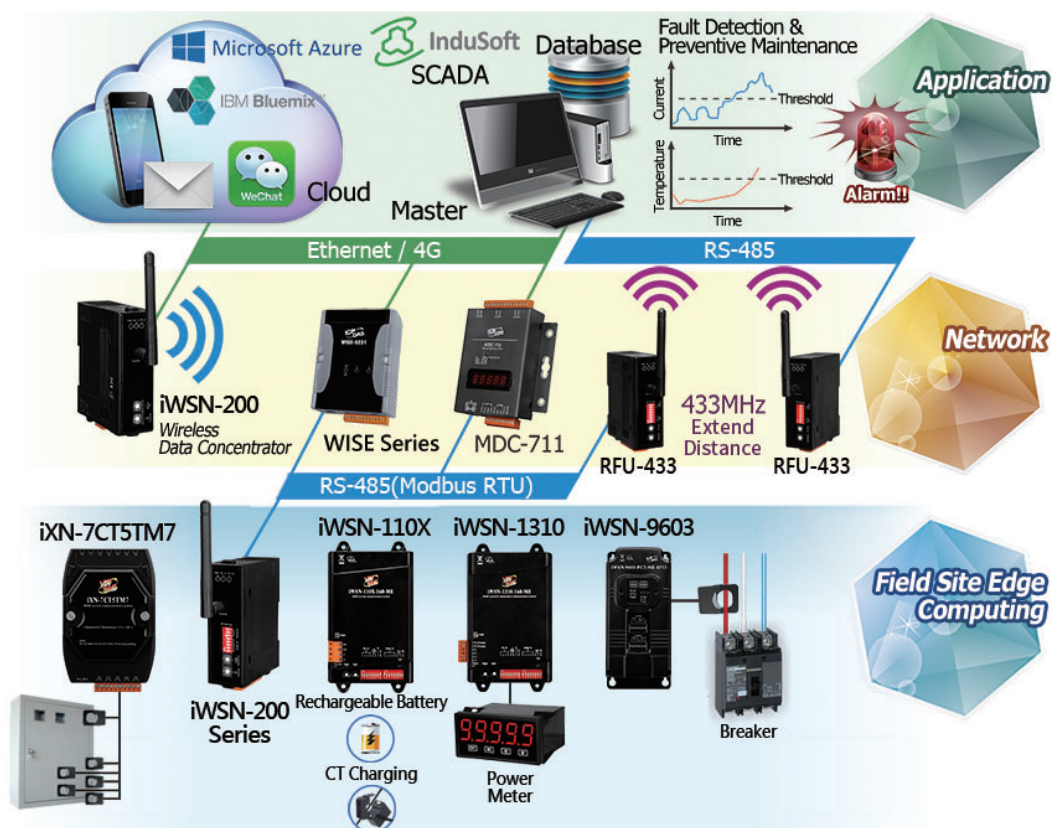 Microsoft Azure
IBM Bluemix
WeChat
Cloud
InduSoft
SCADA
Database
Master
Fault Detection &
Preventive Maintenance
Current
Threshold
Time
Temperature
Threshold
Time
Alarm!!
Application
Ethernet / 4G
RS-485
iWSN-200
Wireless
Data Concentrator
WISE Series
MDC-711
RFU-433
433MHz
Extend
Distance
RFU-433
Network
RS-485(Modbus RTU)
iXN-7CT5TM7
iXN-7CT5TM7
iWSN-200
Series
iWSN-110X
Rechargeable Battery
CT Charging
iWSN-1310
99999
Power
Meter
iWSN-9603
Breaker
Field Site Edge
Computing